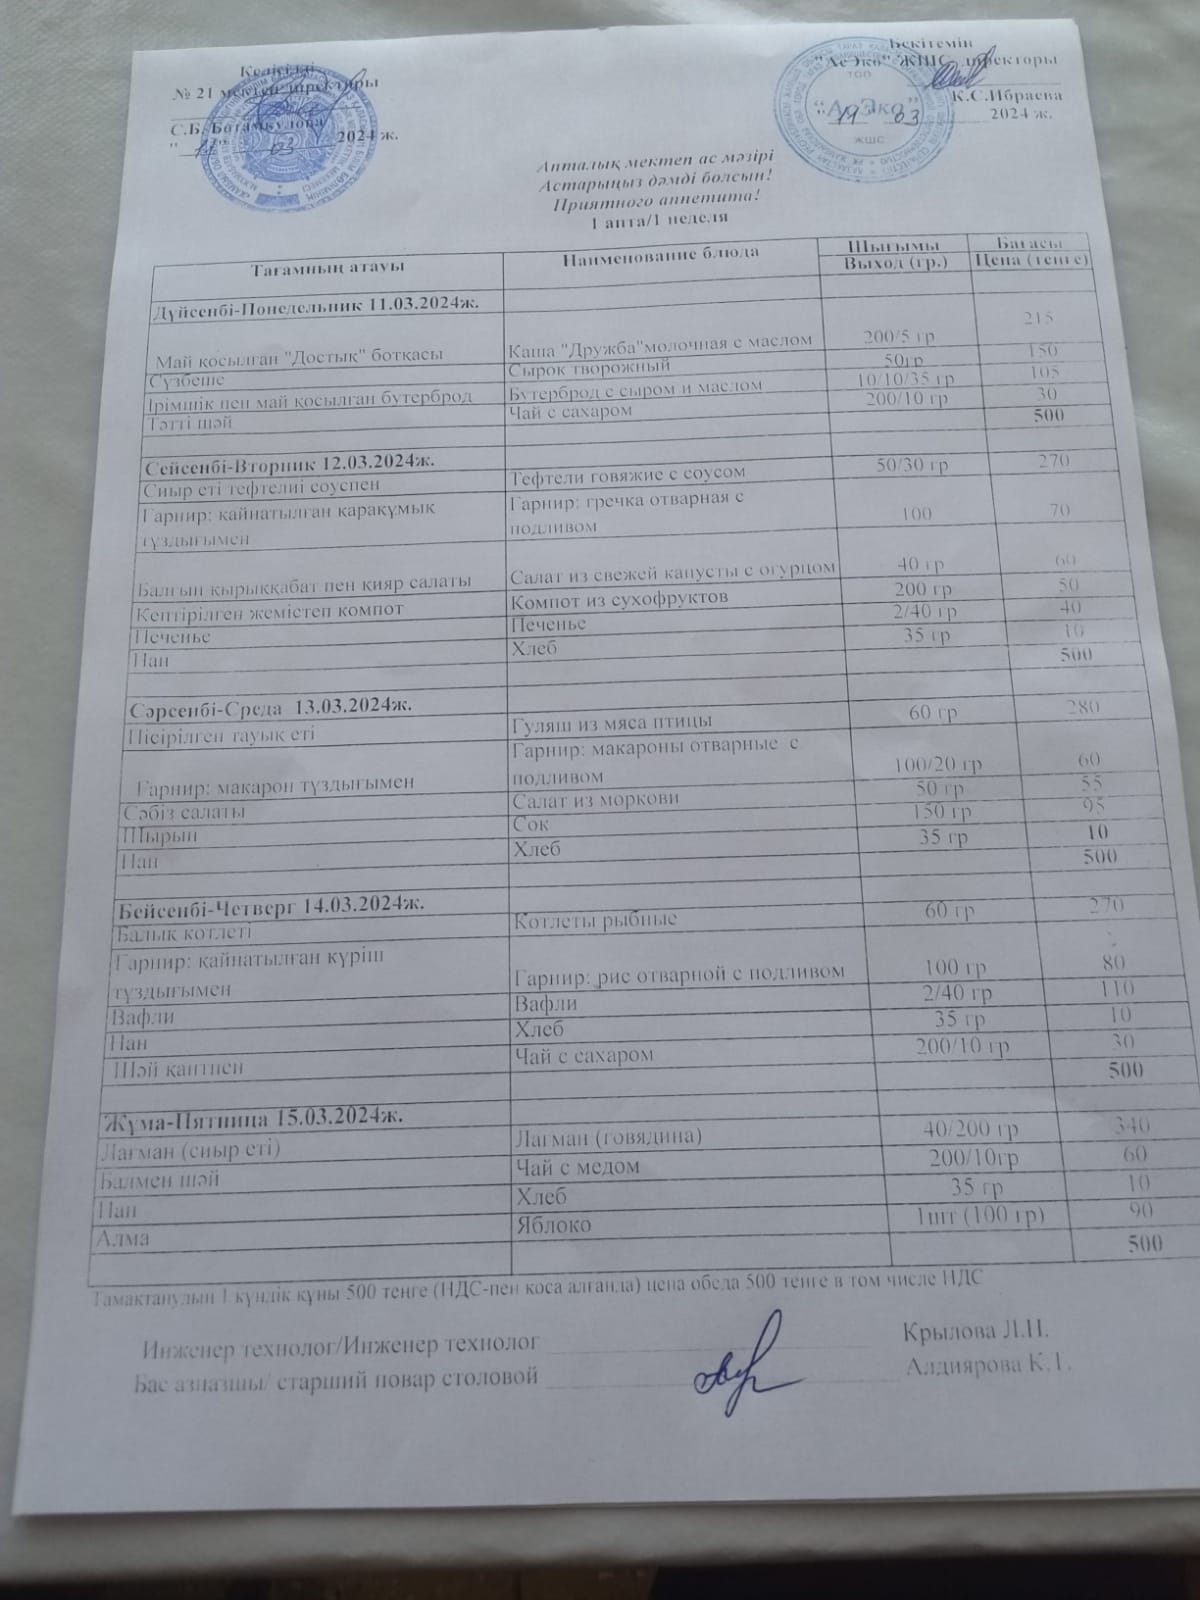 Келісілді
№ 21 мектеп директоры
С.Б. Ботамкулова
2024 ж.
Бекітемін
"АсЭко" ЖШС директоры
К.С.Ибраева
2024 ж.
ТОО
"АсЭко"
ЖШС
Апталық мектеп ас мәзірі
Астарыңыз дәмді болсын!
Приятного аппетита!
1 апта/1 неделя
Тағамның атауы Наименование блюда Шығымы Бағасы
Выход (гр.) Цена (тенге)
Дүйсенбі-Понедельник 11.03.2024ж.
Май қосылған "Достық" ботқасы Каша "Дружба"молочная с маслом 200/5 гр 215
Сүзбеше Сырок творожный 50гр 150
Ірімшік пен май қосылған бутерброд Бутерброд с сыром и маслом 10/10/35 гр 105
Тәтті шәй Чай с сахаром 200/10 гр 30
500
Сейсенбі-Вторник 12.03.2024ж.
Сиыр еті тефтелиі соуспен Тефтели говяжие с соусом 50/30 гр 270
Гарнир: қайнатылған қарақұмық
тұздығымен Гарнир: гречка отварная с
подливом 100 70
Балғын қырыққабат пен қияр салаты Салат из свежей капусты с огурцом 40 гр 60
Кептірілген жемістен компот Компот из сухофруктов 200 гр 50
Печенье Печенье 2/40 гр 40
Нан Хлеб 35 гр 10
500
Сәрсенбі-Среда 13.03.2024ж.
Пісірілген тауық еті Гуляш из мяса птицы 60 гр 280
Гарнир: макарон тұздығымен Гарнир: макароны отварные с
подливом 100/20 гр 60
Сәбіз салаты Салат из моркови 50 гр 55
Шырын Сок 150 гр 95
Нан Хлеб 35 гр 10
500
Бейсенбі-Четверг 14.03.2024ж.
Балық котлеті Котлеты рыбные 60 гр 270
Гарнир: қайнатылған күріш
тұздығымен Гарнир: рис отварной с подливом 100 гр 80
Вафли Вафли 2/40 гр 110
Нан Хлеб 35 гр 10
Шәй қантпен Чай с сахаром 200/10 гр 30
500
Жұма-Пятница 15.03.2024ж.
Лағман (сиыр еті) Лагман (говядина) 40/200 гр 340
Балмен шәй Чай с медом 200/10гр 60
Нан Хлеб 35 гр 10
Алма Яблоко 1шт (100 гр) 90
500
Тамақтанудың 1 күндік құны 500 теңге (НДС-пен қоса алғанда) цена обеда 500 тенге в том числе НДС
Инженер технолог/Инженер технолог Крылова Л.Н.
Бас аспазшы/ старший повар столовой Алдиярова К.Т.